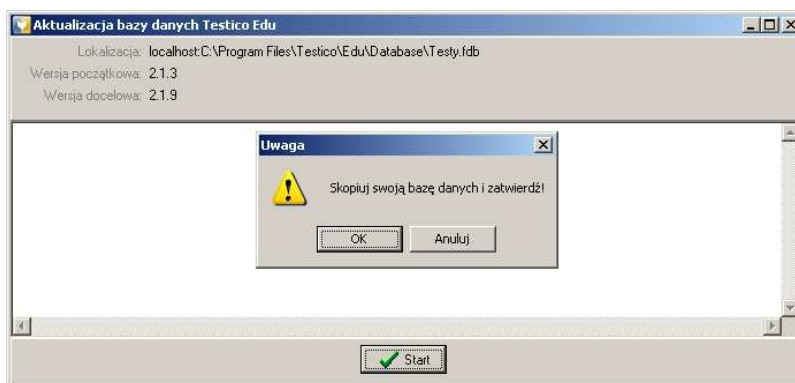 Aktualizacja bazy danych Testico Edu
Lokalizacja: localhost:C:\Program Files\Testico\Edu\Database\Testy.fdb
Wersja początkowa: 2.1.3
Wersja docelowa: 2.1.9
Uwaga
Skopiuj swoją bazę danych i zatwierdź!
OK Anuluj
Start